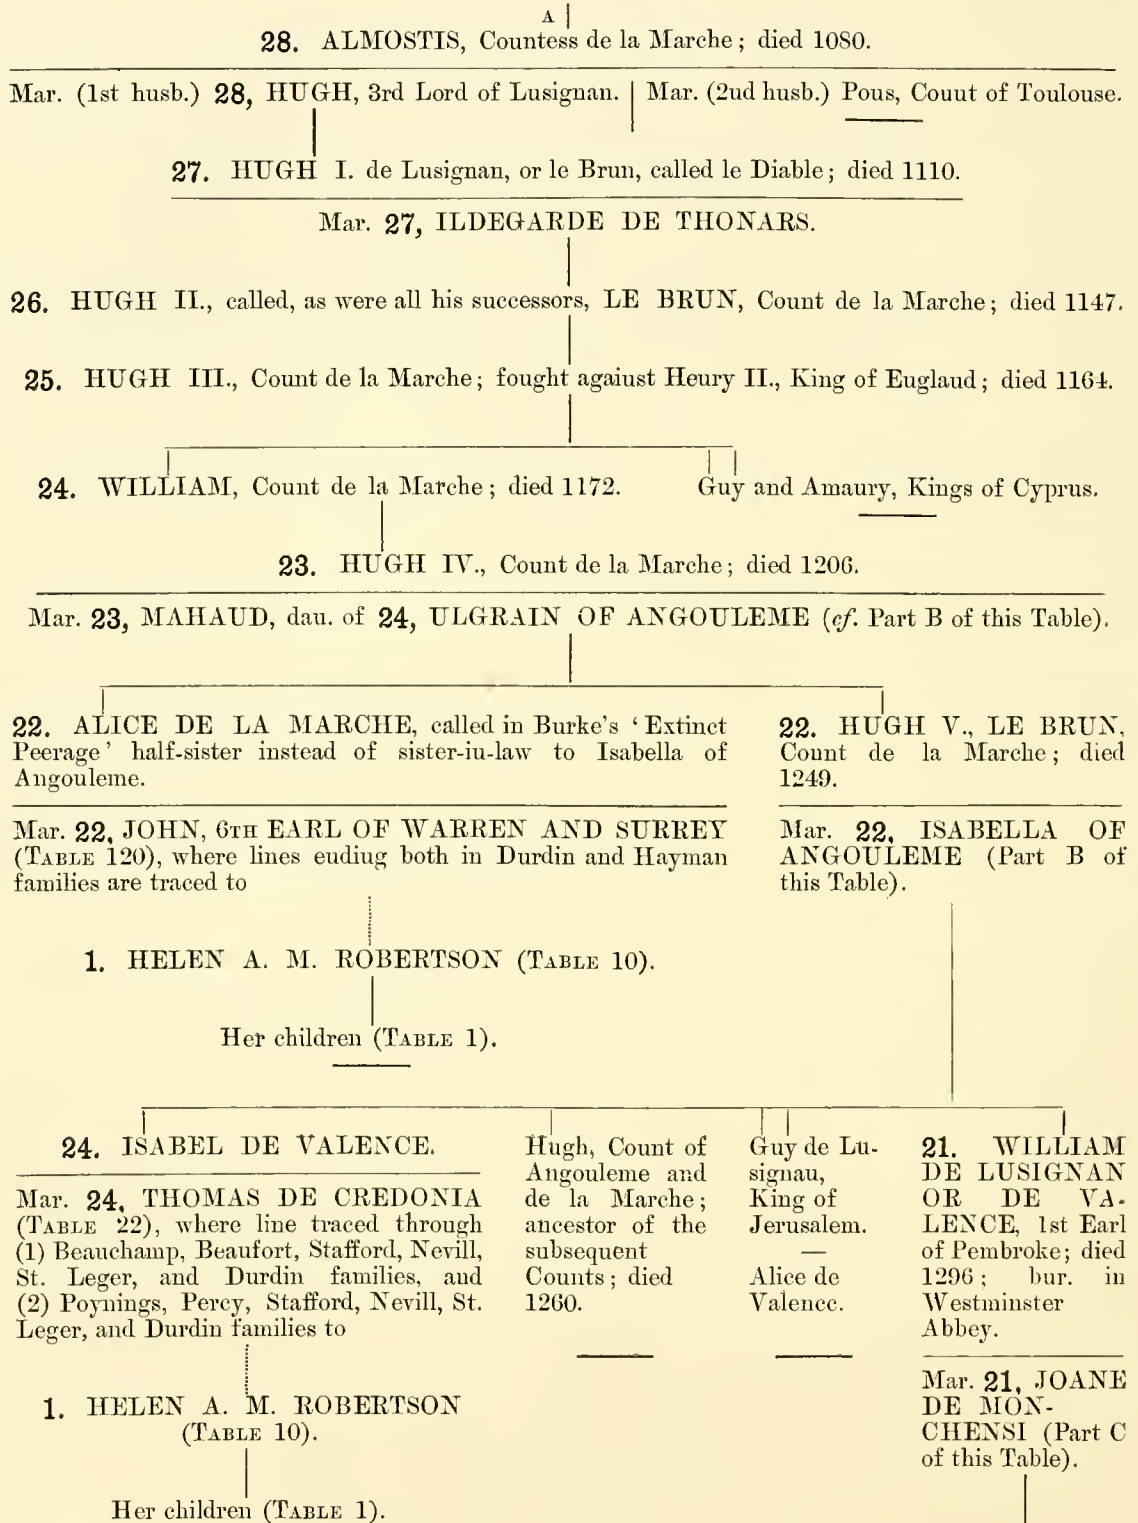 A
28. ALMOSTIS, Countess de la Marche; died 1080.
Mar. (1st husb.) 28, HUGH, 3rd Lord of Lusignan. Mar. (2ud husb.) Pous, Couut of Toulouse.
27. HUGH I. de Lusignan, or le Brun, called le Diable; died 1110.
Mar. 27, ILDEGARDE DE THONARS.
26. HUGH II., called, as were all his successors, LE BRUN, Count de la Marche; died 1147.
25. HUGH III., Count de la Marche; fought agaiust Heury II., King of Euglaud; died 1164.
24. WILLIAM, Count de la Marche; died 1172. Guy and Amaury, Kings of Cyprus.
23. HUGH IV., Count de la Marche; died 1206.
Mar. 23, MAHAUD, dau. of 24, ULGRAIN OF ANGOULEME (cf. Part B of this Table).
22. ALICE DE LA MARCHE, called in Burke's 'Extinct
Peerage' half-sister instead of sister-iu-law to Isabella of
Angouleme.
Mar. 22, JOHN, 6TH EARL OF WARREN AND SURREY
(TABLE 120), where lines eudiug both in Durdin and Hayman
families are traced to
1. HELEN A. M. ROBERTSON (TABLE 10).
Her children (TABLE 1).
22. HUGH V., LE BRUN,
Count de la Marche; died
1249.
Mar. 22, ISABELLA OF
ANGOULEME (Part B of
this Table).
24. ISABEL DE VALENCE.
Mar. 24, THOMAS DE CREDONIA
(TABLE 22), where line traced through
(1) Beauchamp, Beaufort, Stafford, Nevill,
St. Leger, and Durdin families, aud
(2) Poynings, Percy, Stafford, Nevill, St.
Leger, and Durdin families to
1. HELEN A. M. ROBERTSON
(TABLE 10).
Her children (TABLE 1).
Hugh, Count of
Angouleme and
de la Marche;
ancestor of the
subsequent
Counts; died
1260.
Guy de Lu-
signau,
King of
Jerusalem.
—
Alice de
Valence.
21. WILLIAM
DE LUSIGNAN
OR DE VA-
LENCE, 1st Earl
of Pembroke; died
1296; bur. in
Westminster
Abbey.
Mar. 21, JOANE
DE MON-
CHENSI (Part C
of this Table).